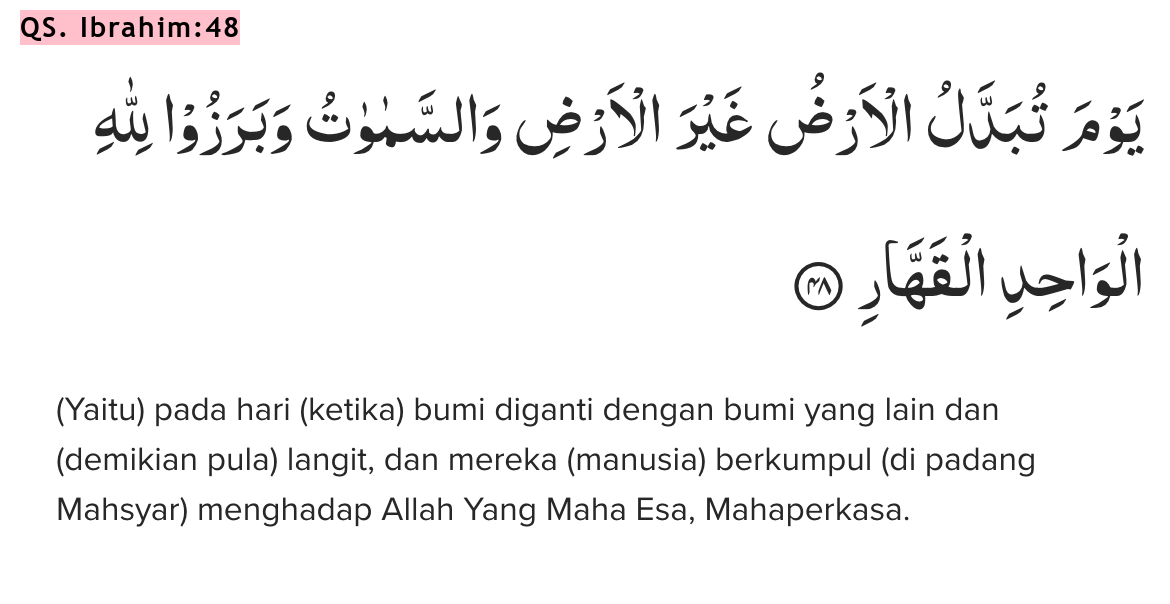 QS. Ibrahim:48
يَوْمَ تُبَدَّلُ الْاَرْضُ غَيْرَ الْاَرْضِ وَالسَّمٰوٰتُ وَبَرَزُوْا لِلّٰهِ
الْوَاحِدِ الْقَهَّارِ ٤٨
(Yaitu) pada hari (ketika) bumi diganti dengan bumi yang lain dan
(demikian pula) langit, dan mereka (manusia) berkumpul (di padang
Mahsyar) menghadap Allah Yang Maha Esa, Mahaperkasa.